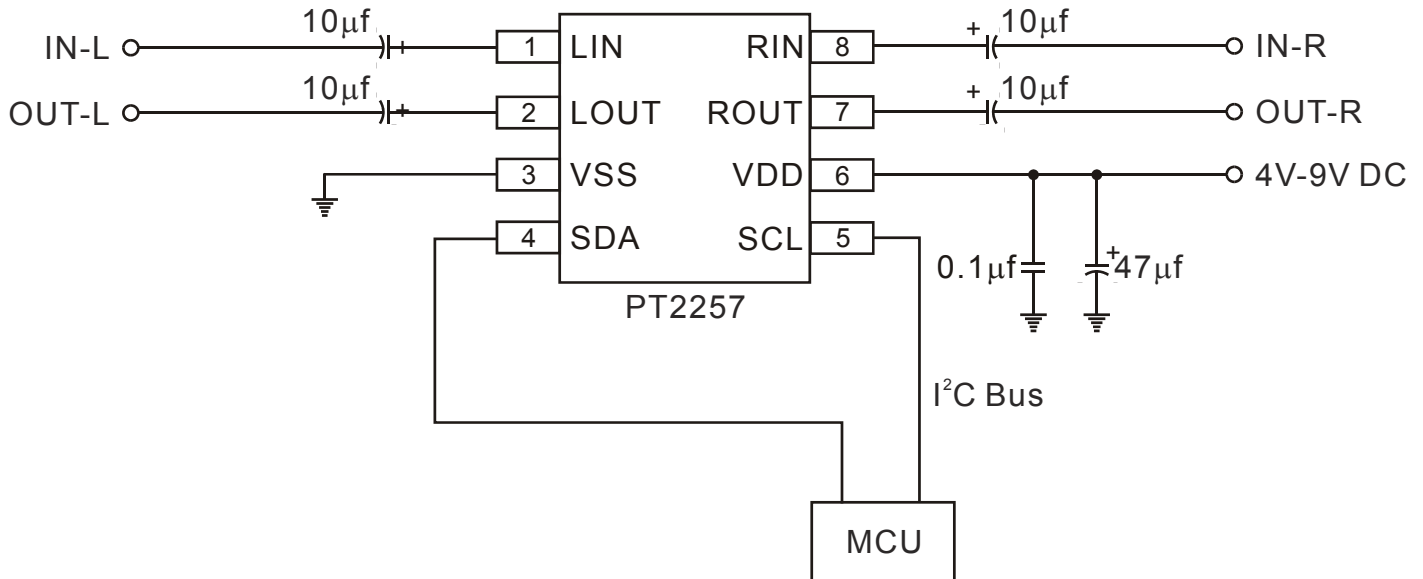 10μf
10μf
IN-L
1
LIN
RIN
8
+
+
IN-R
10μf
10μf
OUT-L
2
LOUT
ROUT
7
+
+
OUT-R
3
VSS
VDD
6
4V-9V DC
4
SDA
SCL
5
0.1μf
+
47μf
PT2257
I²C Bus
MCU